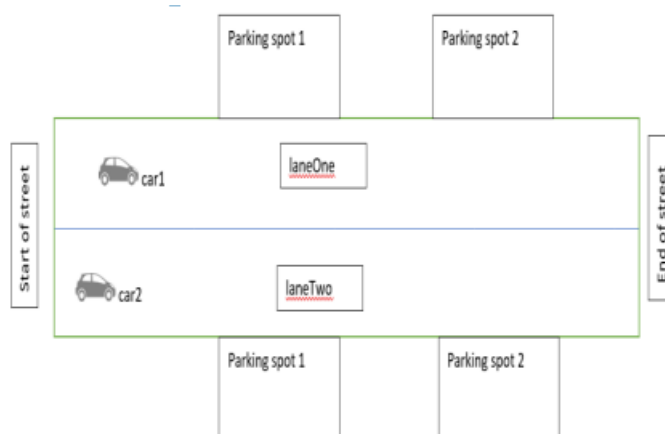 Parking spot 1
Parking spot 2
Start of street
car1
laneOne
End of street
car2
laneTwo
Parking spot 1
Parking spot 2